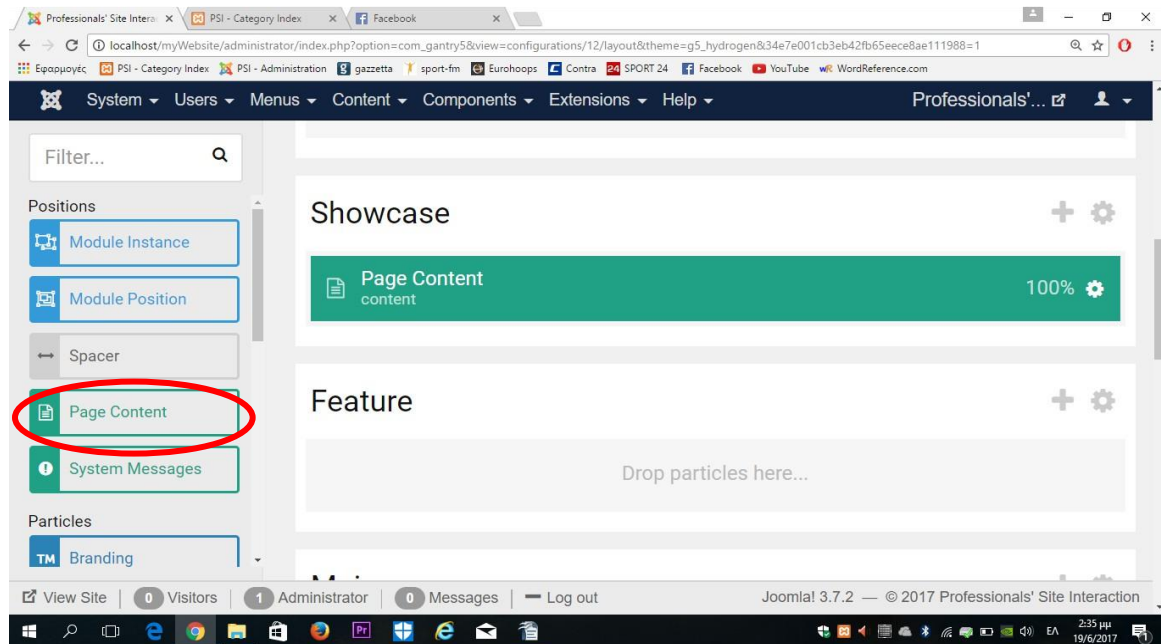 Professionals' Site Intera
PSI - Category Index
Facebook
localhost/myWebsite/administrator/index.php?option=com_gantry5&view=configurations/12/layout&theme=g5_hydrogen&34e7e001cb3eb42fb65eece8ae111988=1
Εφαρμογές PSI - Category Index PSI - Administration gazzetta sport-fm Eurohoops Contra 24 SPORT 24 Facebook YouTube WR WordReference.com
System Users Menus Content Components Extensions Help Professionals'...
Filter...
Positions
Module Instance
Module Position
Spacer
Page Content
System Messages
Particles
TM Branding
Showcase
Page Content
content
100%
Feature
Drop particles here...
View Site 0 Visitors 1 Administrator 0 Messages Log out Joomla! 3.7.2 — © 2017 Professionals' Site Interaction
Pr
ΕΛ
2:35 μμ
19/6/2017